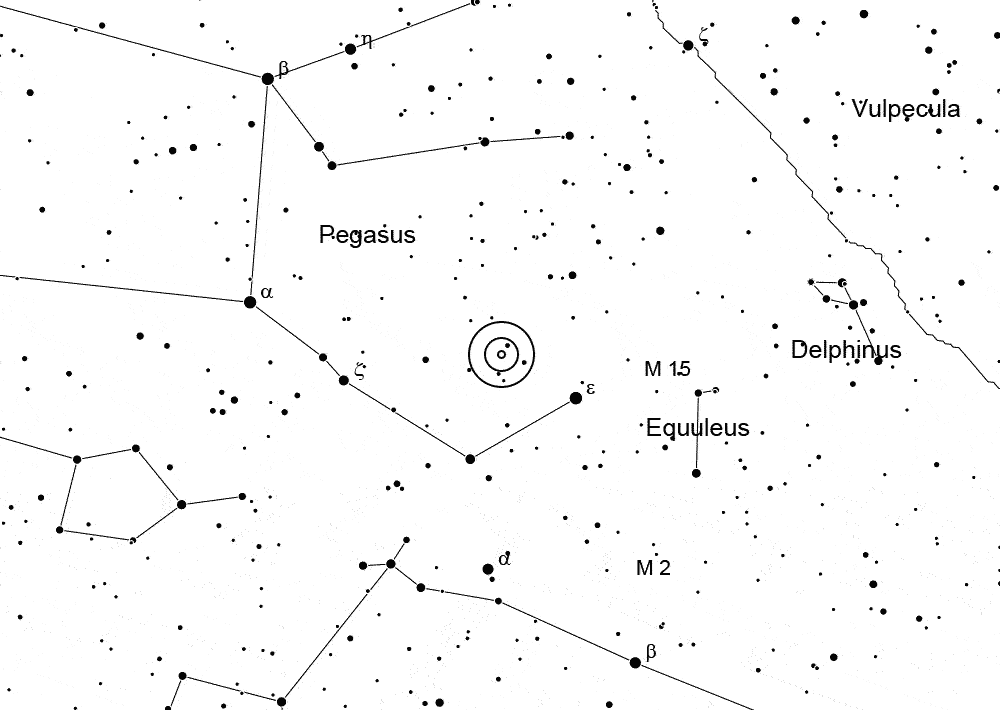 η
ζ
β
Vulpecula
Pegasus
α
Delphinus
ζ
M 15
ε
Equuleus
α
M 2
β